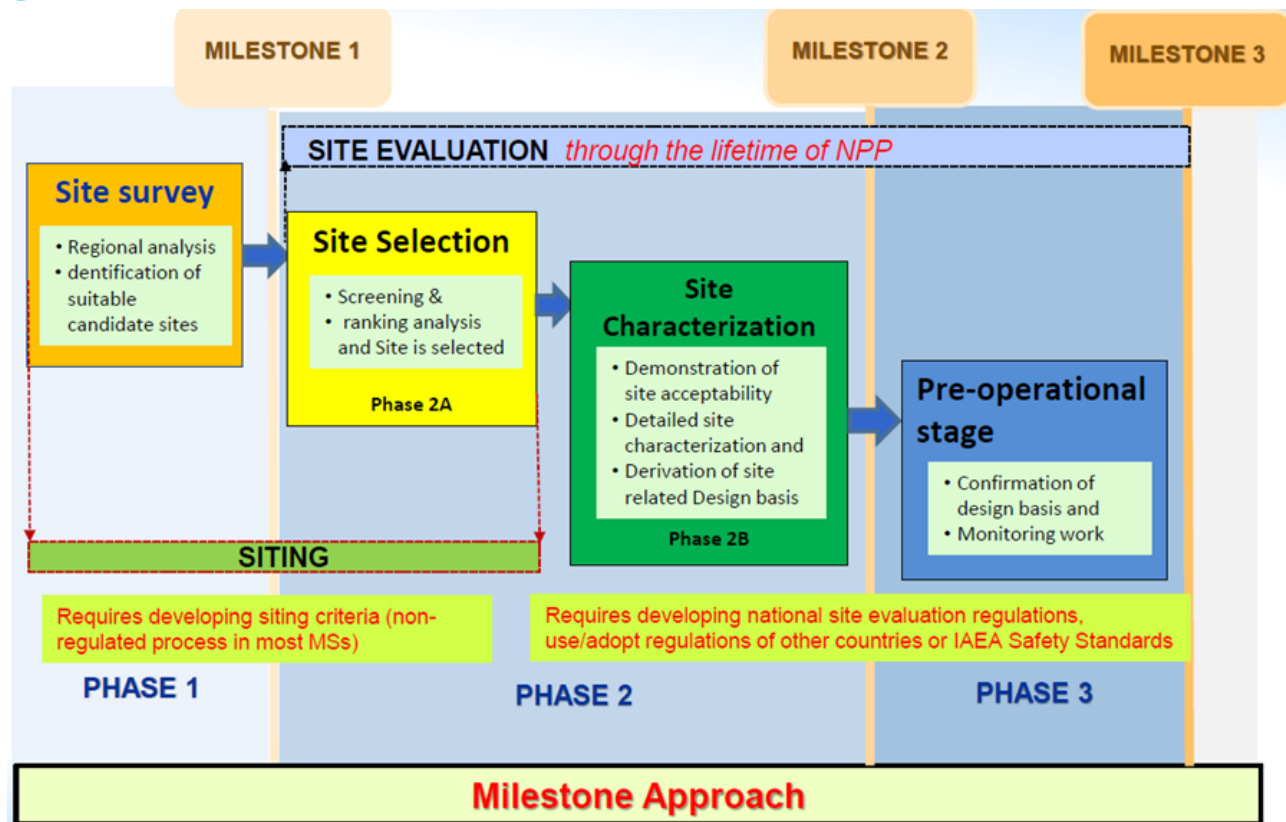 MILESTONE 1
MILESTONE 2
MILESTONE 3
SITE EVALUATION through the lifetime of NPP
Site survey
• Regional analysis
• dentification of
suitable
candidate sites
Site Selection
• Screening &
• ranking analysis
and Site is selected
Phase 2A
Site
Characterization
• Demonstration of
site acceptability
• Detailed site
characterization and
• Derivation of site
related Design basis
Phase 2B
Pre-operational
stage
• Confirmation of
design basis and
• Monitoring work
SITING
Requires developing siting criteria (non-
regulated process in most MSs)
Requires developing national site evaluation regulations,
use/adopt regulations of other countries or IAEA Safety Standards
PHASE 1
PHASE 2
PHASE 3
Milestone Approach